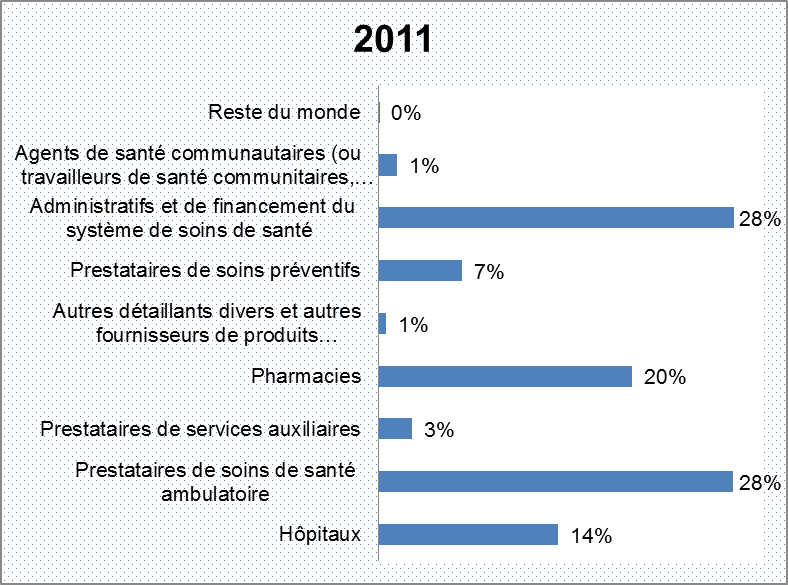 2011
Reste du monde
0%
Agents de santé communautaires (ou
travailleurs de santé communitaires,…
1%
Administratifs et de financement du
système de soins de santé
28%
Prestataires de soins préventifs
7%
Autres détaillants divers et autres
fournisseurs de produits…
1%
Pharmacies
20%
Prestataires de services auxiliaires
3%
Prestataires de soins de santé
ambulatoire
28%
Hôpitaux
14%